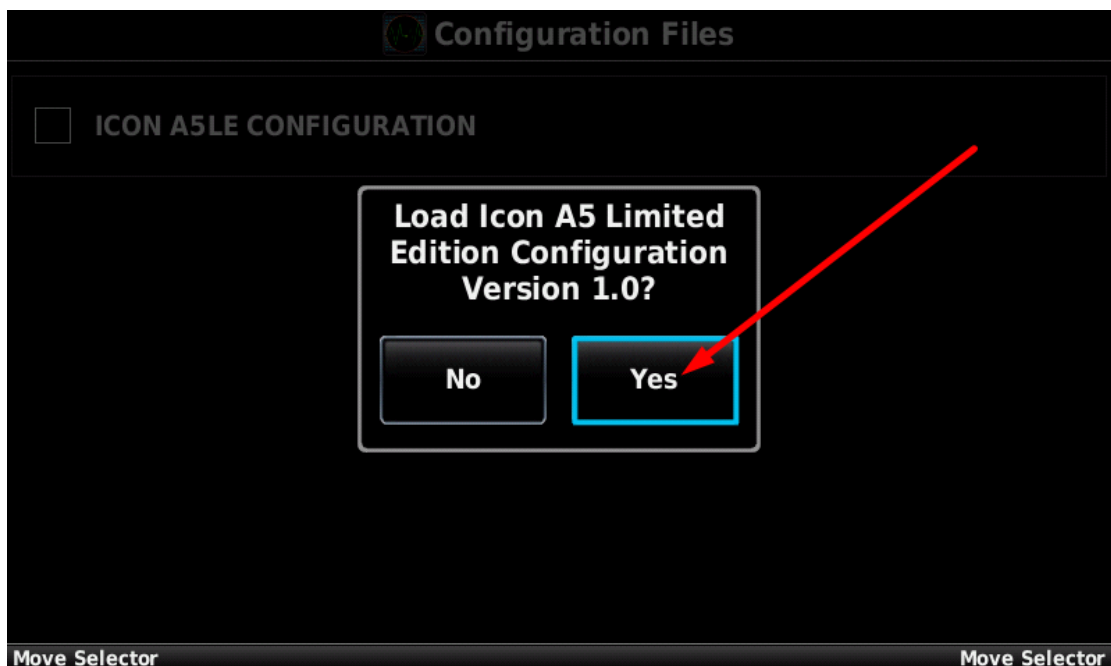 Configuration Files
ICON A5LE CONFIGURATION
Load Icon A5 Limited
Edition Configuration
Version 1.0?
No Yes
Move Selector Move Selector